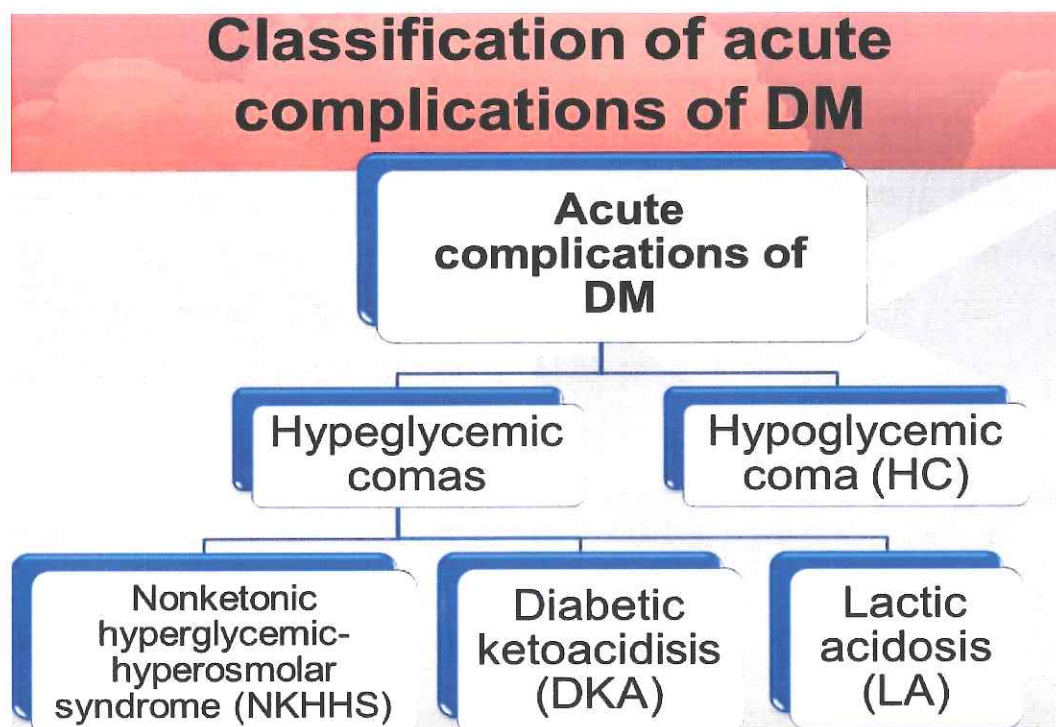 Classification of acute
complications of DM
Acute
complications of
DM
Hypeglycemic
comas
Hypoglycemic
coma (HC)
Nonketonic
hyperglycemic-
hyperosmolar
syndrome (NKHHS)
Diabetic
ketoacidisis
(DKA)
Lactic
acidosis
(LA)